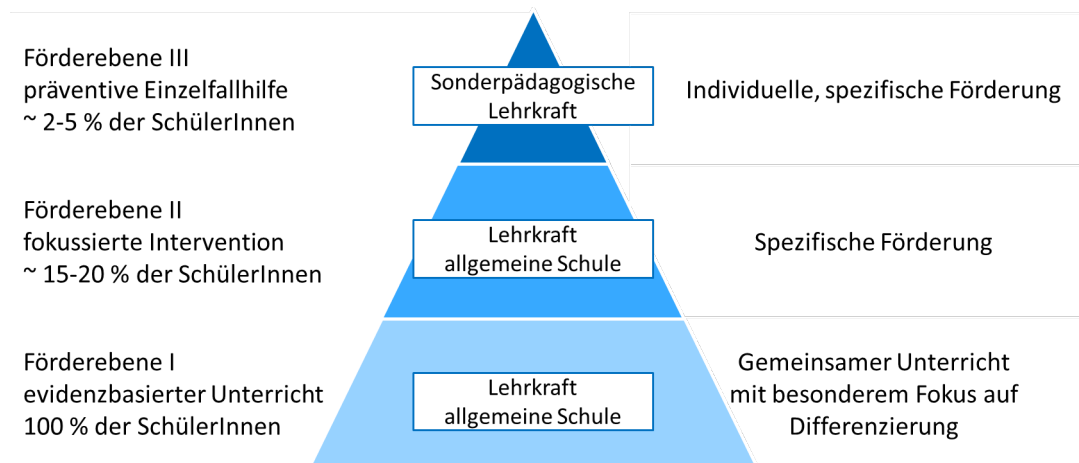 Förderebene III
präventive Einzelfallhilfe
~ 2-5 % der SchülerInnen
Sonderpädagogische
Lehrkraft
Individuelle, spezifische Förderung
Förderebene II
fokussierte Intervention
~ 15-20 % der SchülerInnen
Lehrkraft
allgemeine Schule
Spezifische Förderung
Förderebene I
evidenzbasierter Unterricht
100 % der SchülerInnen
Lehrkraft
allgemeine Schule
Gemeinsamer Unterricht
mit besonderem Fokus auf
Differenzierung